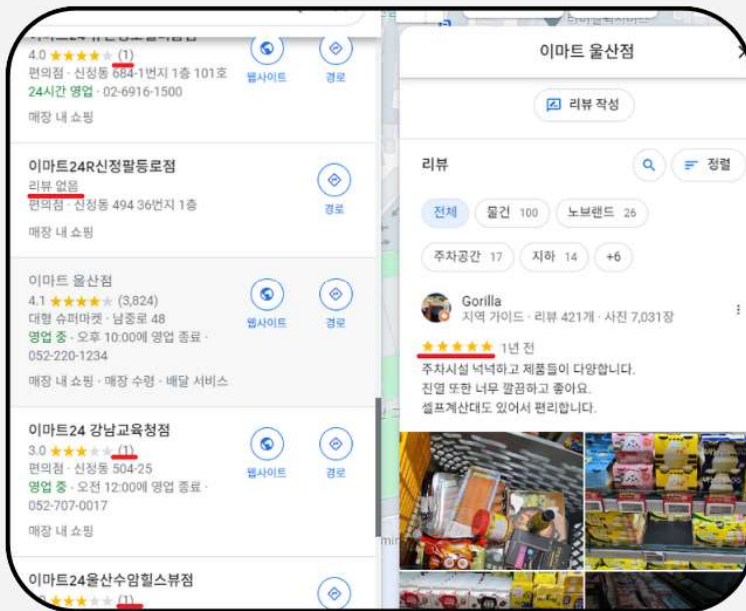 4.0 ★★★★☆ (1)
편의점 · 신정동 684-1번지 1층 101호
24시간 영업 · 02-6916-1500
매장 내 쇼핑
웹사이트
경로
이마트24R신정팔등로점
리뷰 없음
편의점 · 신정동 494 36번지 1층
매장 내 쇼핑
경로
이마트 울산점
4.1 ★★★★☆ (3,824)
대형 슈퍼마켓 · 남중로 48
영업 중 · 오후 10:00에 영업 종료 ·
052-220-1234
매장 내 쇼핑 · 매장 수령 · 배달 서비스
웹사이트
경로
이마트24 강남교육청점
3.0 ★★★☆☆ (1)
편의점 · 신정동 504-25
영업 중 · 오전 12:00에 영업 종료 ·
052-707-0017
매장 내 쇼핑
웹사이트
경로
이마트24울산수암힐스뷰점
(1)
이마트 울산점
리뷰 작성
리뷰
정렬
전체
물건 100
노브랜드 26
주차공간 17
지하 14
+6
Gorilla
지역 가이드 · 리뷰 421개 · 사진 7,031장
★★★★★ 1년 전
주차시설 넉넉하고 제품들이 다양합니다.
진열 또한 너무 깔끔하고 좋아요.
셀프계산대도 있어서 편리합니다.